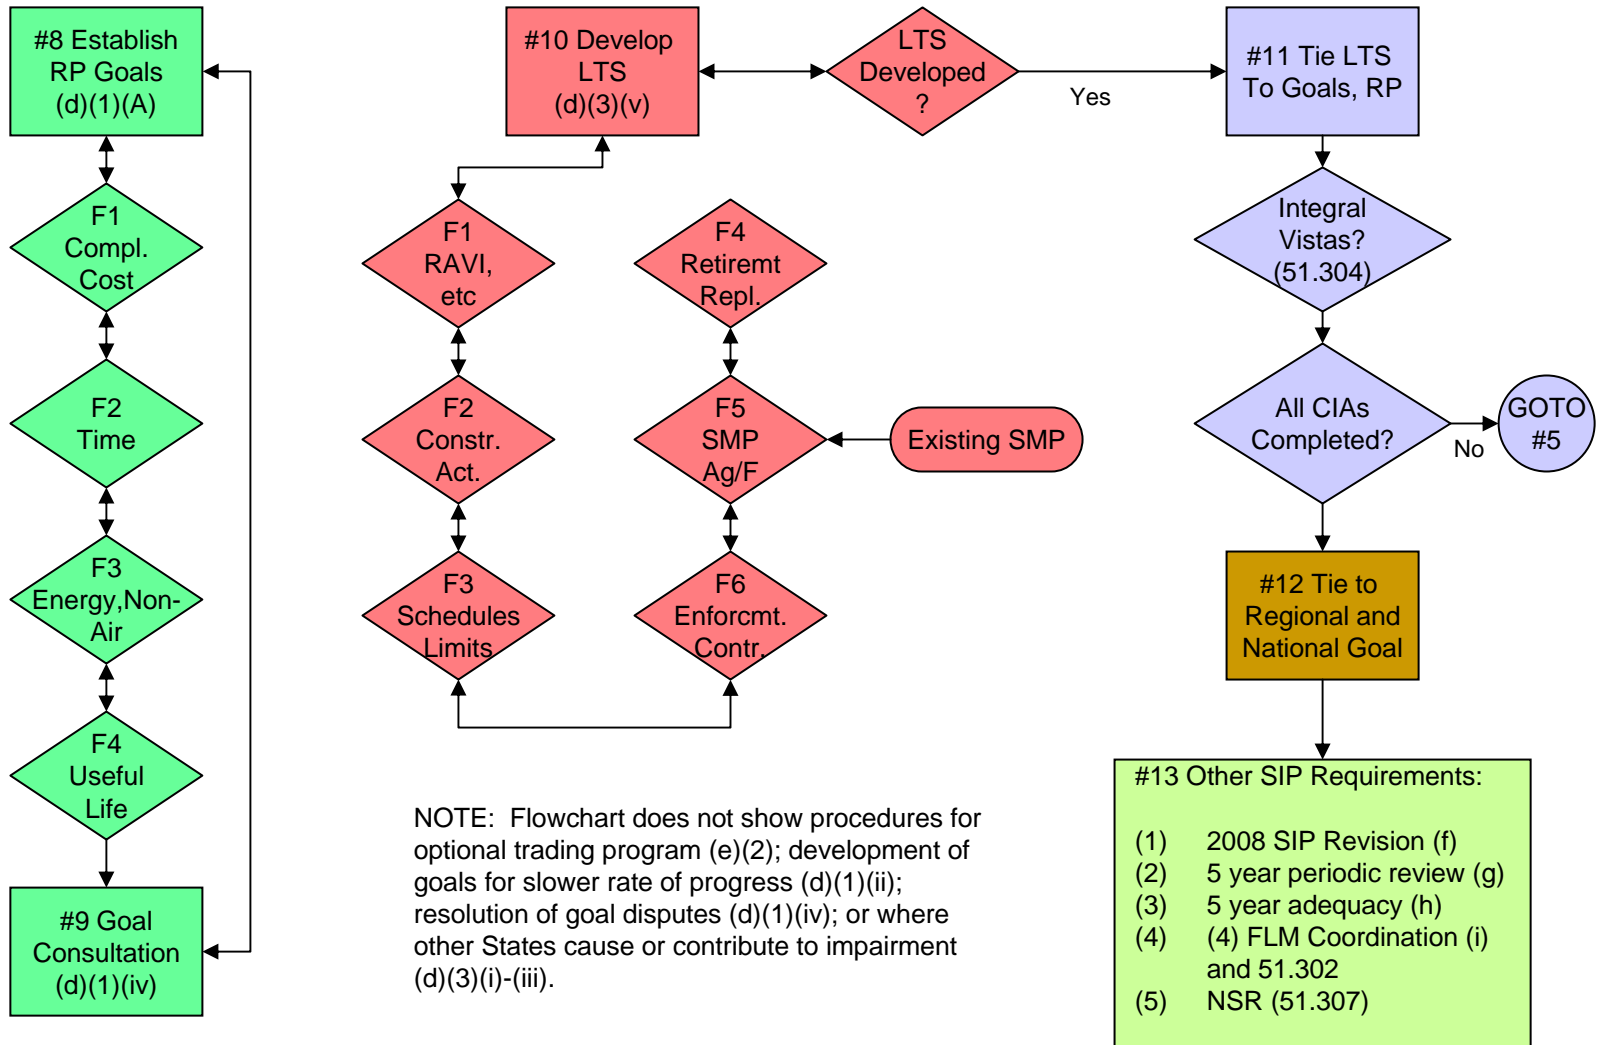 #8 Establish
RP Goals
(d)(1)(A)
F1
Compl.
Cost
F2
Time
F3
Energy,Non-
Air
F4
Useful
Life
#9 Goal
Consultation
(d)(1)(iv)
#10 Develop
LTS
(d)(3)(v)
LTS
Developed
?
Yes
F1
RAVI,
etc
F2
Constr.
Act.
F3
Schedules
Limits
F4
Retiremt
Repl.
F5
SMP
Ag/F
Existing SMP
F6
Enforcmt.
Contr.
NOTE:  Flowchart does not show procedures for
optional trading program (e)(2); development of
goals for slower rate of progress (d)(1)(ii);
resolution of goal disputes (d)(1)(iv); or where
other States cause or contribute to impairment
(d)(3)(i)-(iii).
#11 Tie LTS
To Goals, RP
Integral
Vistas?
(51.304)
All CIAs
Completed?
No
GOTO
#5
#12 Tie to
Regional and
National Goal
#13 Other SIP Requirements:
(1) 2008 SIP Revision (f)
(2) 5 year periodic review (g)
(3) 5 year adequacy (h)
(4) (4) FLM Coordination (i)
and 51.302
(5) NSR (51.307)